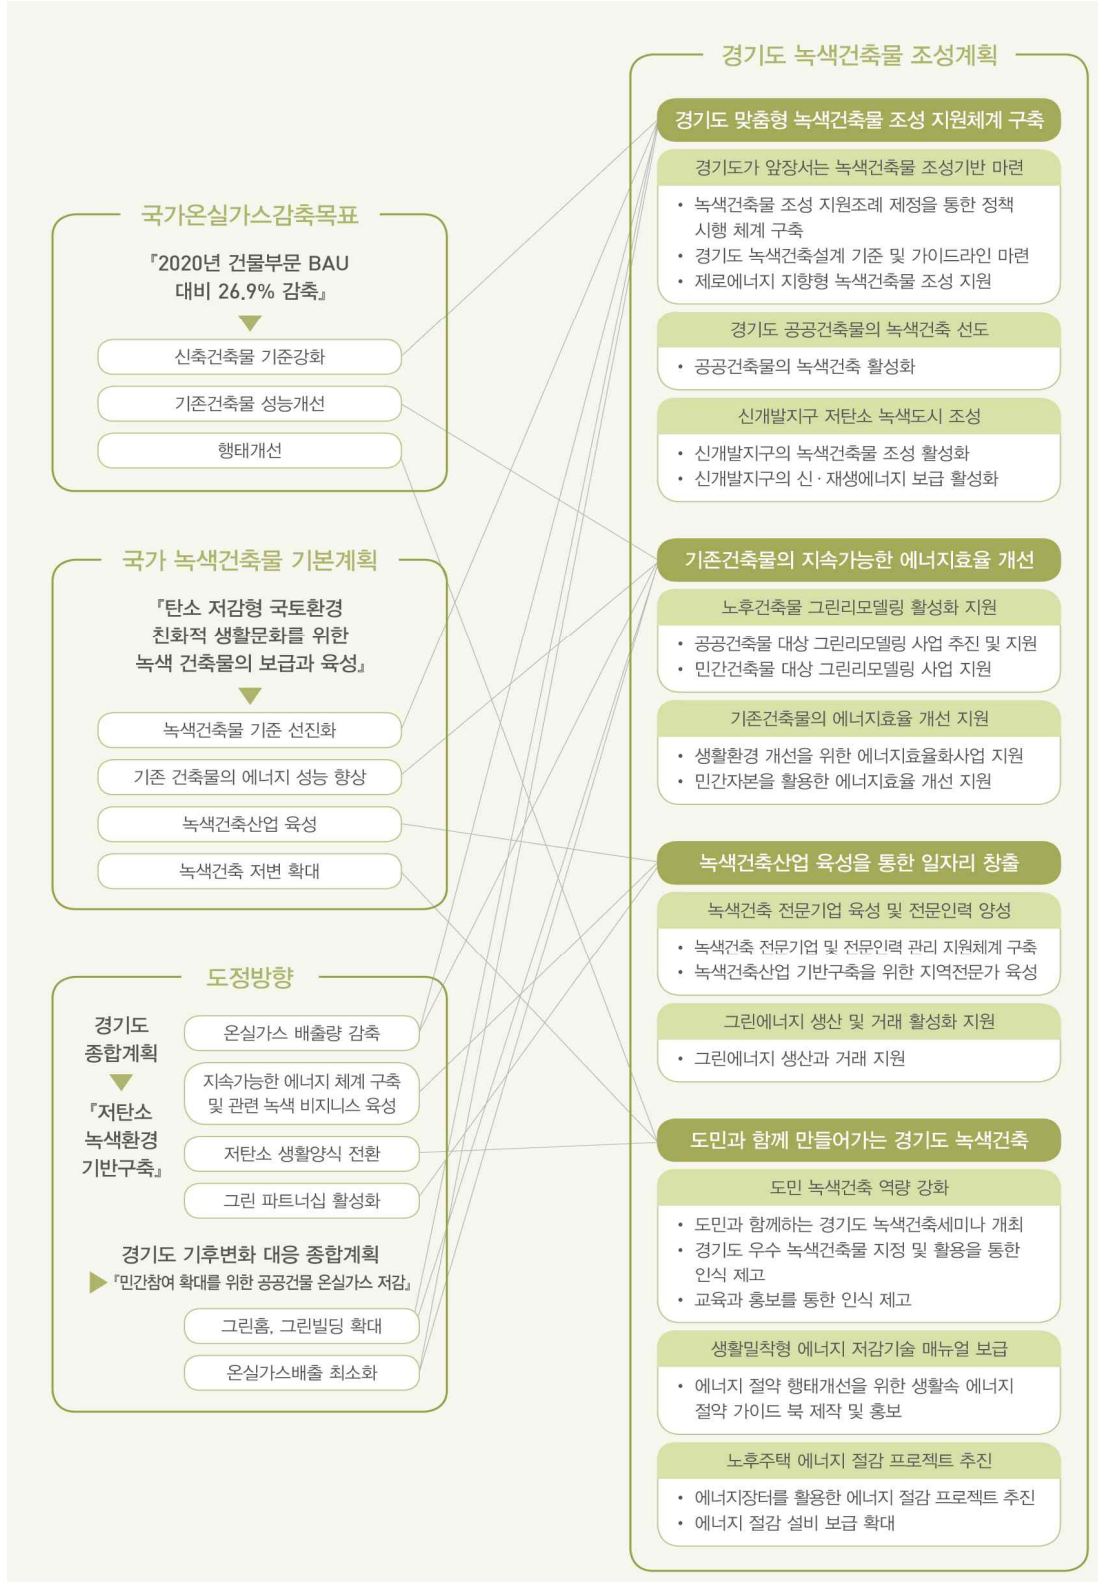 국가온실가스감축목표
『2020년 건물부문 BAU
대비 26.9% 감축』
신축건축물 기준강화
기존건축물 성능개선
행태개선
국가 녹색건축물 기본계획
『탄소 저감형 국토환경
친화적 생활문화를 위한
녹색 건축물의 보급과 육성』
녹색건축물 기준 선진화
기존 건축물의 에너지 성능 향상
녹색건축산업 육성
녹색건축 저변 확대
도정방향
경기도
종합계획
『저탄소
녹색환경
기반구축』
온실가스 배출량 감축
지속가능한 에너지 체계 구축
및 관련 녹색 비지니스 육성
저탄소 생활양식 전환
그린 파트너십 활성화
경기도 기후변화 대응 종합계획
『민간참여 확대를 위한 공공건물 온실가스 저감』
그린홈, 그린빌딩 확대
온실가스배출 최소화
경기도 녹색건축물 조성계획
경기도 맞춤형 녹색건축물 조성 지원체계 구축
경기도가 앞장서는 녹색건축물 조성기반 마련
• 녹색건축물 조성 지원조례 제정을 통한 정책
시행 체계 구축
• 경기도 녹색건축설계 기준 및 가이드라인 마련
• 제로에너지 지향형 녹색건축물 조성 지원
경기도 공공건축물의 녹색건축 선도
• 공공건축물의 녹색건축 활성화
신개발지구 저탄소 녹색도시 조성
• 신개발지구의 녹색건축물 조성 활성화
• 신개발지구의 신·재생에너지 보급 활성화
기존건축물의 지속가능한 에너지효율 개선
노후건축물 그린리모델링 활성화 지원
• 공공건축물 대상 그린리모델링 사업 추진 및 지원
• 민간건축물 대상 그린리모델링 사업 지원
기존건축물의 에너지효율 개선 지원
• 생활환경 개선을 위한 에너지효율화사업 지원
• 민간자본을 활용한 에너지효율 개선 지원
녹색건축산업 육성을 통한 일자리 창출
녹색건축 전문기업 육성 및 전문인력 양성
• 녹색건축 전문기업 및 전문인력 관리 지원체계 구축
• 녹색건축산업 기반구축을 위한 지역전문가 육성
그린에너지 생산 및 거래 활성화 지원
• 그린에너지 생산과 거래 지원
도민과 함께 만들어가는 경기도 녹색건축
도민 녹색건축 역량 강화
• 도민과 함께하는 경기도 녹색건축세미나 개최
• 경기도 우수 녹색건축물 지정 및 활용을 통한
인식 제고
• 교육과 홍보를 통한 인식 제고
생활밀착형 에너지 저감기술 매뉴얼 보급
• 에너지 절약 행태개선을 위한 생활속 에너지
절약 가이드 북 제작 및 홍보
노후주택 에너지 절감 프로젝트 추진
• 에너지장터를 활용한 에너지 절감 프로젝트 추진
• 에너지 절감 설비 보급 확대